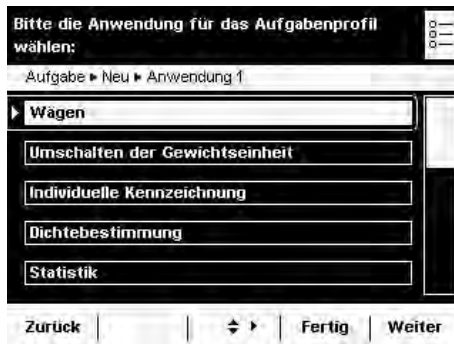 Bitte die Anwendung für das Aufgabenprofil
wählen:
Aufgabe ▸ Neu ▸ Anwendung 1
Wägen
Umschalten der Gewichtseinheit
Individuelle Kennzeichnung
Dichtebestimmung
Statistik
Zurück Fertig Weiter